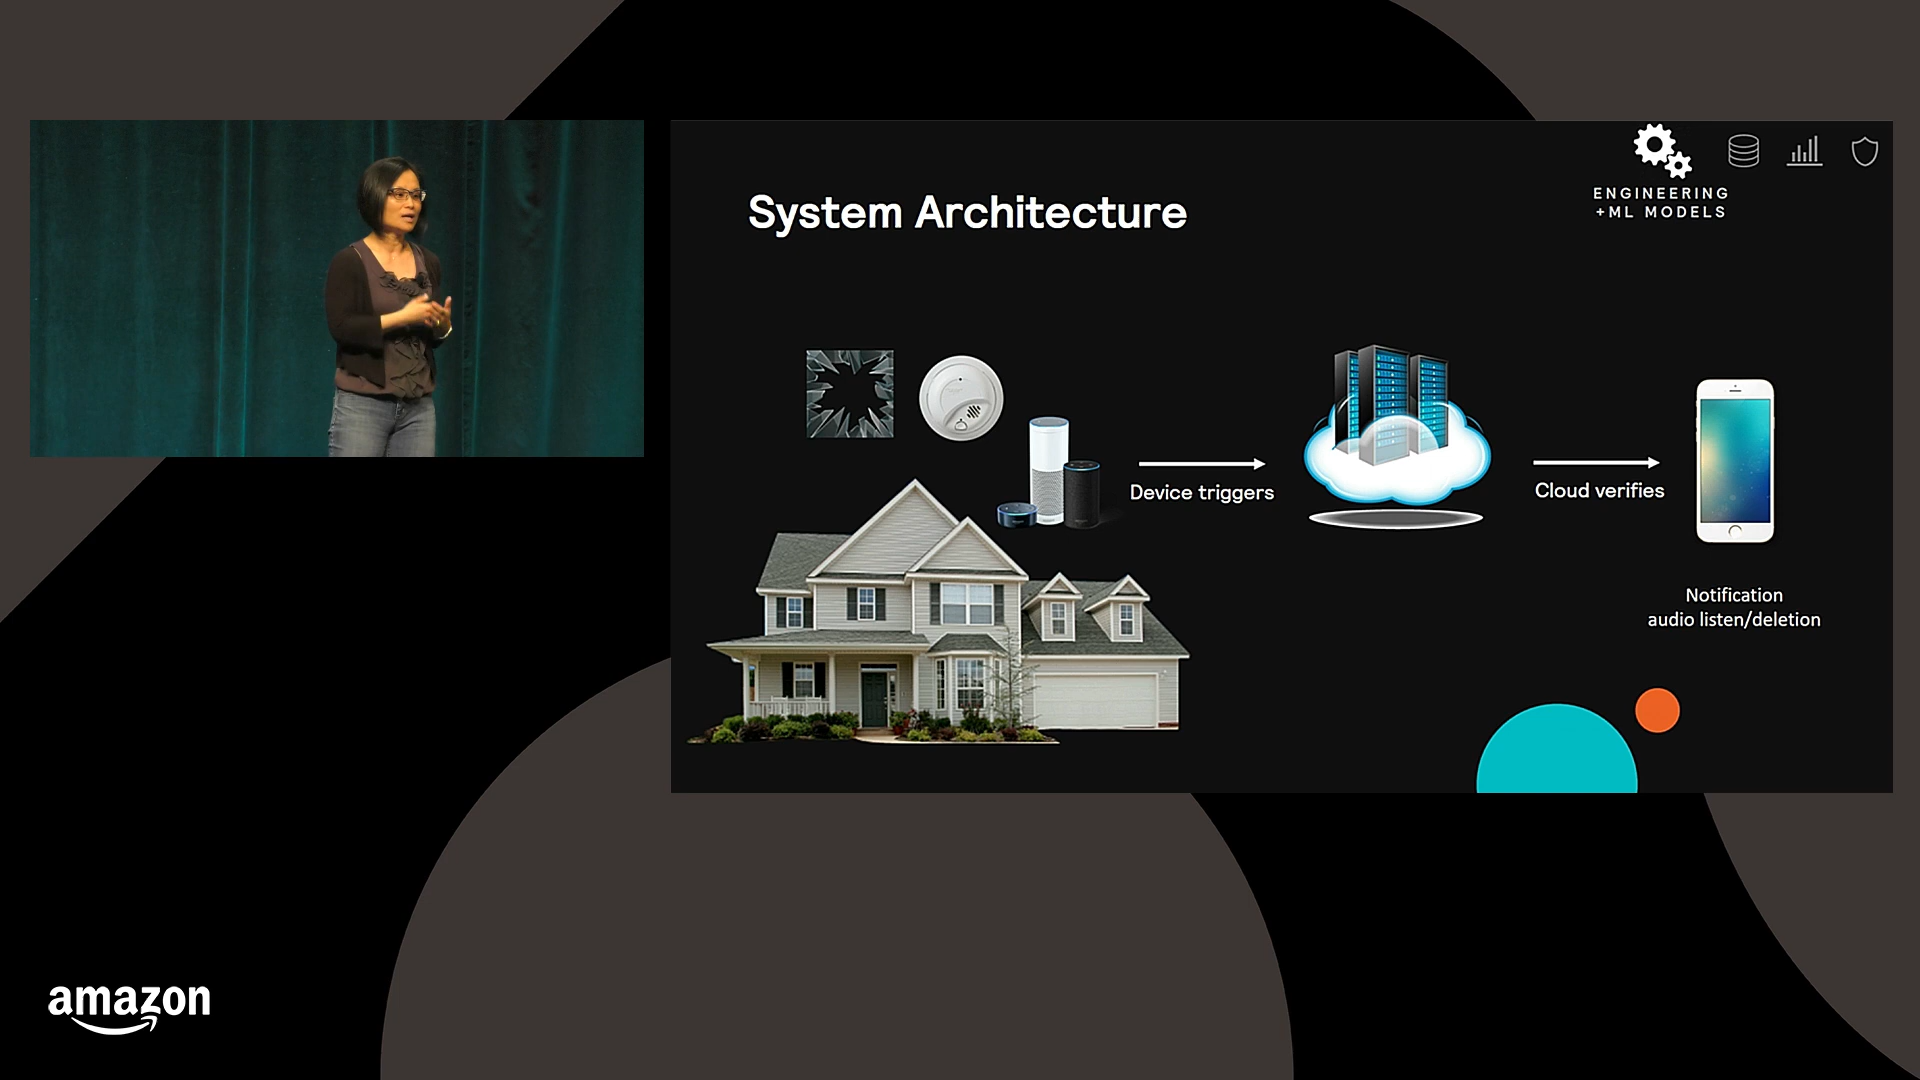 ENGINEERING
+ML MODELS
System Architecture
Device triggers
Cloud verifies
Notification
audio listen/deletion
amazon